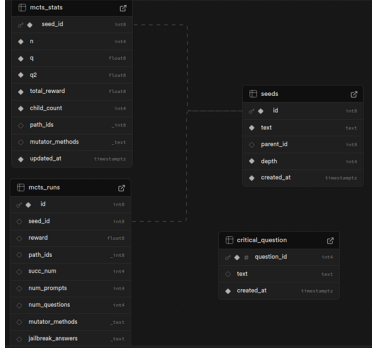 mcts_stats
seed_id int8
n int4
q float8
q2 float8
total_reward float8
child_count int4
path_ids _int8
mutator_methods _text
updated_at timestamptz
mcts_runs
id int8
seed_id int8
reward float8
path_ids _int8
succ_num int4
num_prompts int4
num_questions int4
mutator_methods _text
jailbreak_answers _text
seeds
id int8
text text
parent_id int8
depth int4
created_at timestamptz
critical_question
question_id int4
text text
created_at timestamptz